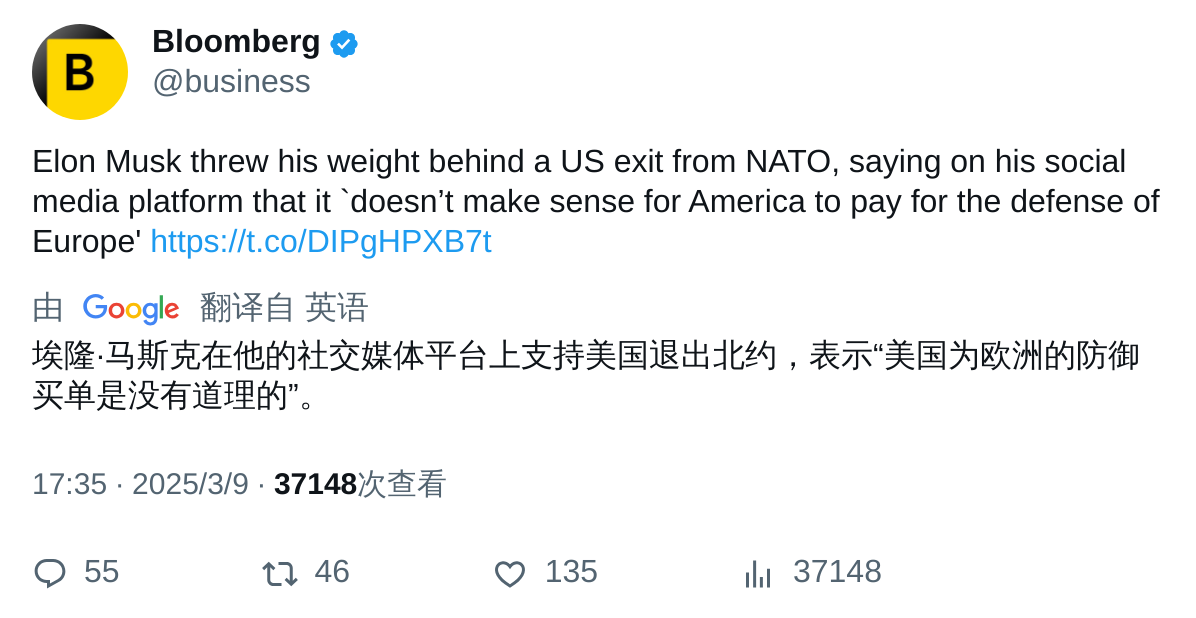 B
Bloomberg
@business
Elon Musk threw his weight behind a US exit from NATO, saying on his social
media platform that it `doesn’t make sense for America to pay for the defense of
Europe' https://t.co/DIPgHPXB7t
由 Google 翻译自 英语
埃隆·马斯克在他的社交媒体平台上支持美国退出北约，表示“美国为欧洲的防御
买单是没有道理的”。
17:35 · 2025/3/9 · 37148次查看
55 46 135 37148